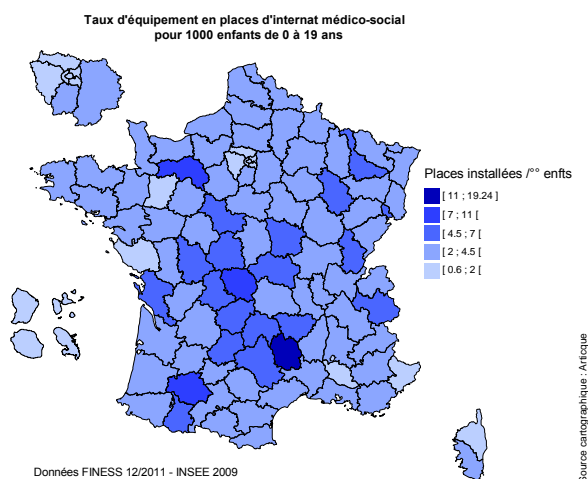 Taux d'équipement en places d'internat médico-social
pour 1000 enfants de 0 à 19 ans
Places installées /°° enfts
[ 11 ; 19.24 ]
[ 7 ; 11 [
[ 4.5 ; 7 [
[ 2 ; 4.5 [
[ 0.6 ; 2 [
Source cartographique : Artique
Données FINESS 12/2011 - INSEE 2009